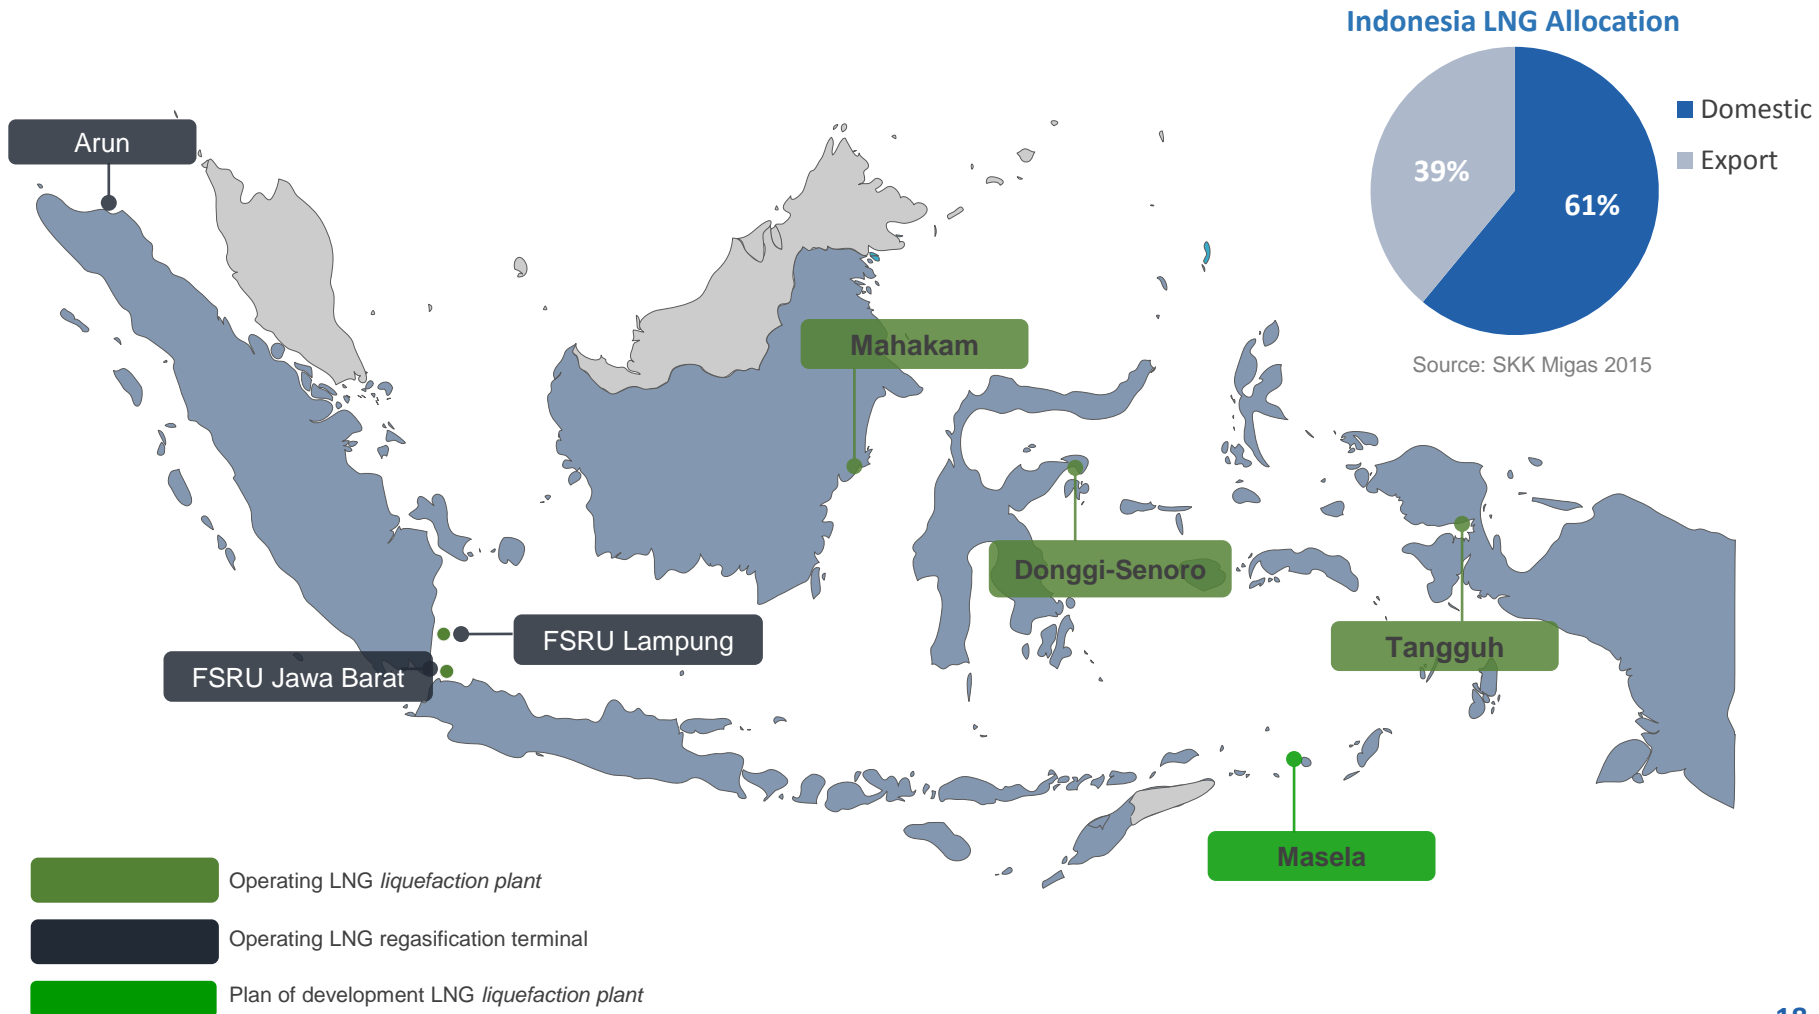 Indonesia LNG Allocation
Domestic
Export
39%
61%
Source: SKK Migas 2015
Arun
Mahakam
Donggi-Senoro
Tangguh
FSRU Lampung
FSRU Jawa Barat
Masela
Operating LNG liquefaction plant
Operating LNG regasification terminal
Plan of development LNG liquefaction plant